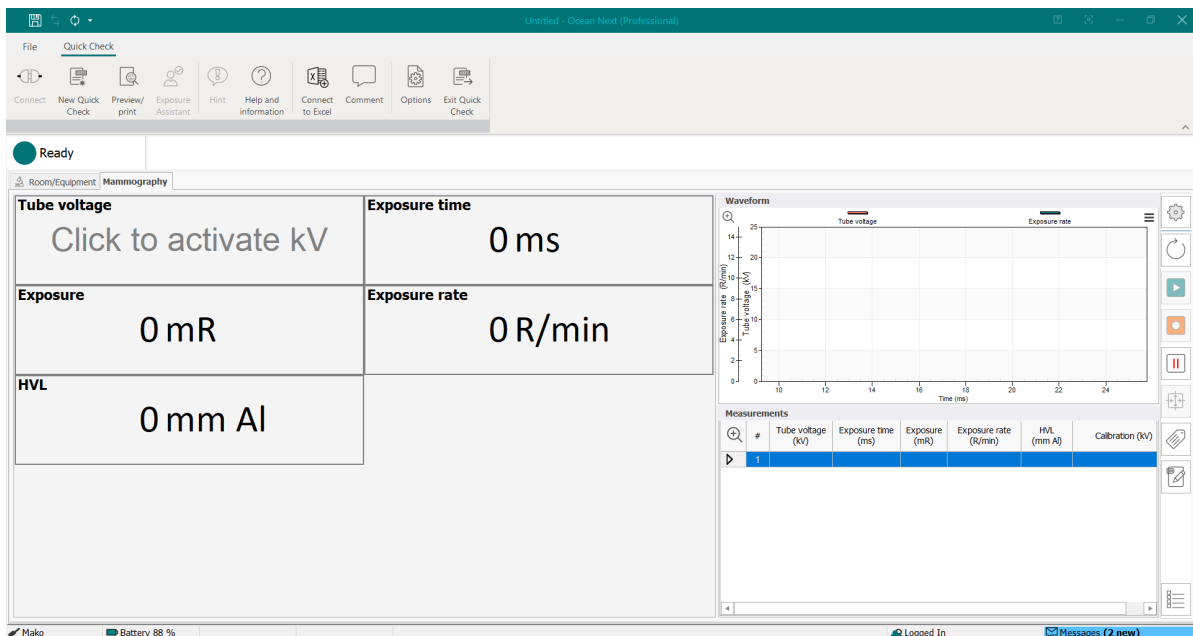 Untitled - Ocean Next (Professional)
File
Quick Check
Connect
New Quick Check
Preview/ print
Exposure Assistant
Hint
Help and information
Connect to Excel
Comment
Options
Exit Quick Check
Ready
Room/Equipment
Mammography
Tube voltage
Click to activate kV
Exposure time
0 ms
Exposure
0 mR
Exposure rate
0 R/min
HVL
0 mm Al
Waveform
Tube voltage
Exposure rate
Exposure rate (R/min)
14
12
10
8
6
4
2
0
Tube voltage (kV)
25
20
15
10
5
0
10 12 14 16 18 20 22 24
Time (ms)
Measurements
# Tube voltage (kV) Exposure time (ms) Exposure (mR) Exposure rate (R/min) HVL (mm Al) Calibration (kV)
1
Mako
Battery 88 %
Logged In
Messages (2 new)